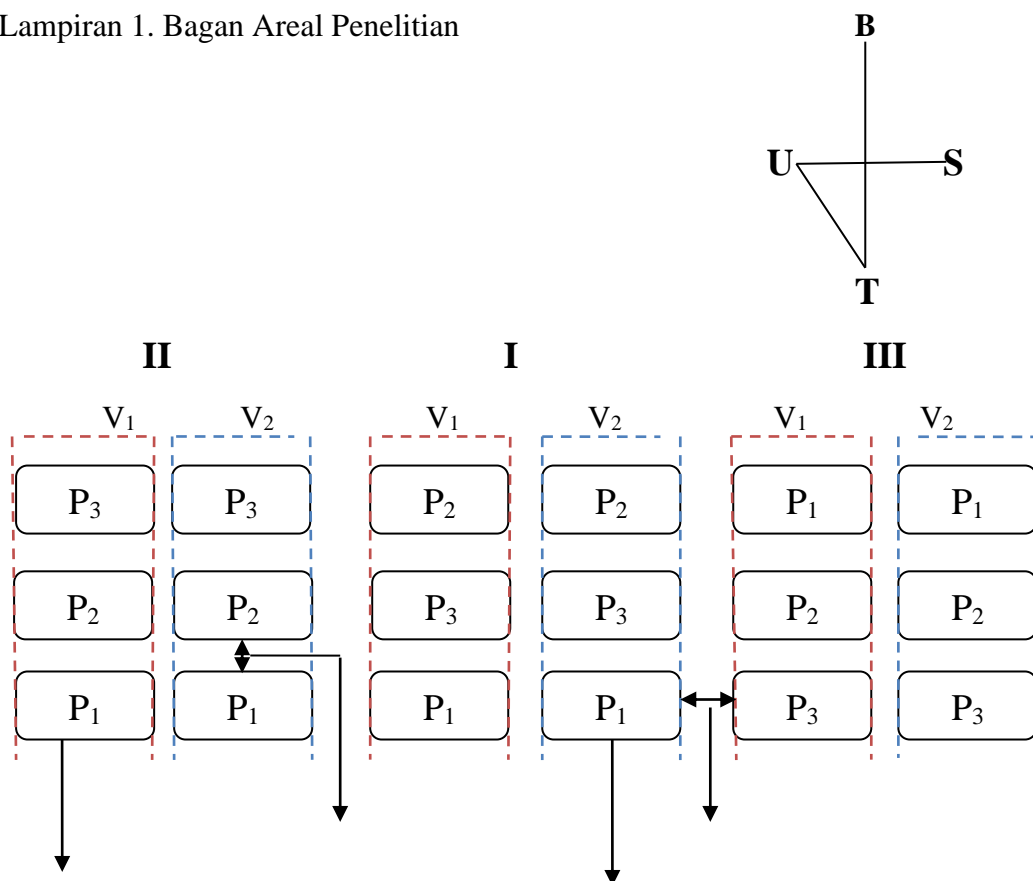 Lampiran 1. Bagan Areal Penelitian
B
U S
T
II I III
V₁ V₂ V₁ V₂ V₁ V₂
P₃ P₃ P₂ P₂ P₁ P₁
P₂ P₂ P₃ P₃ P₂ P₂
P₁ P₁ P₁ P₁ P₃ P₃